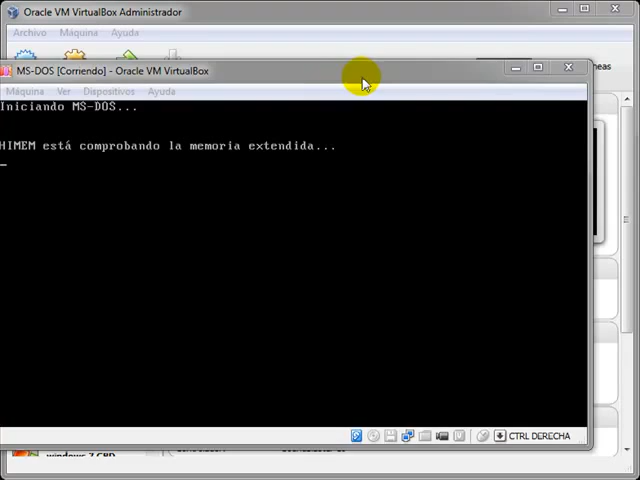 Oracle VM VirtualBox Administrador
Archivo Máquina Ayuda
MS-DOS [Corriendo] - Oracle VM VirtualBox
Máquina Ver Dispositivos Ayuda
Iniciando MS-DOS...
HIMEM está comprobando la memoria extendida...
CTRL DERECHA